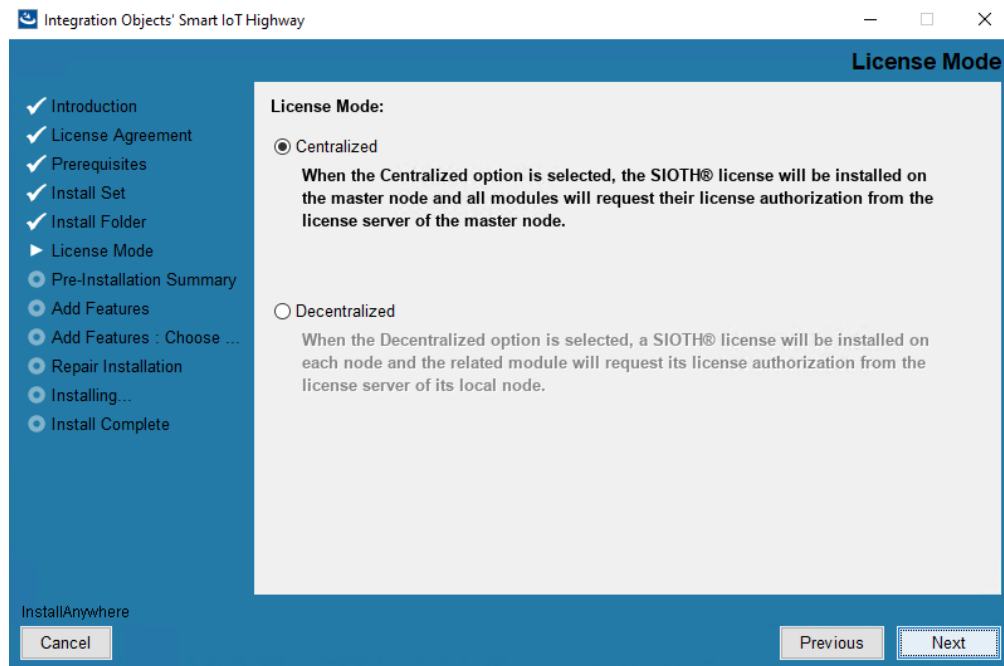 Integration Objects' Smart IoT Highway
License Mode
Introduction
License Agreement
Prerequisites
Install Set
Install Folder
License Mode
Pre-Installation Summary
Add Features
Add Features : Choose ...
Repair Installation
Installing...
Install Complete
License Mode:
Centralized
When the Centralized option is selected, the SIOTH® license will be installed on
the master node and all modules will request their license authorization from the
license server of the master node.
Decentralized
When the Decentralized option is selected, a SIOTH® license will be installed on
each node and the related module will request its license authorization from the
license server of its local node.
InstallAnywhere
Cancel
Previous
Next